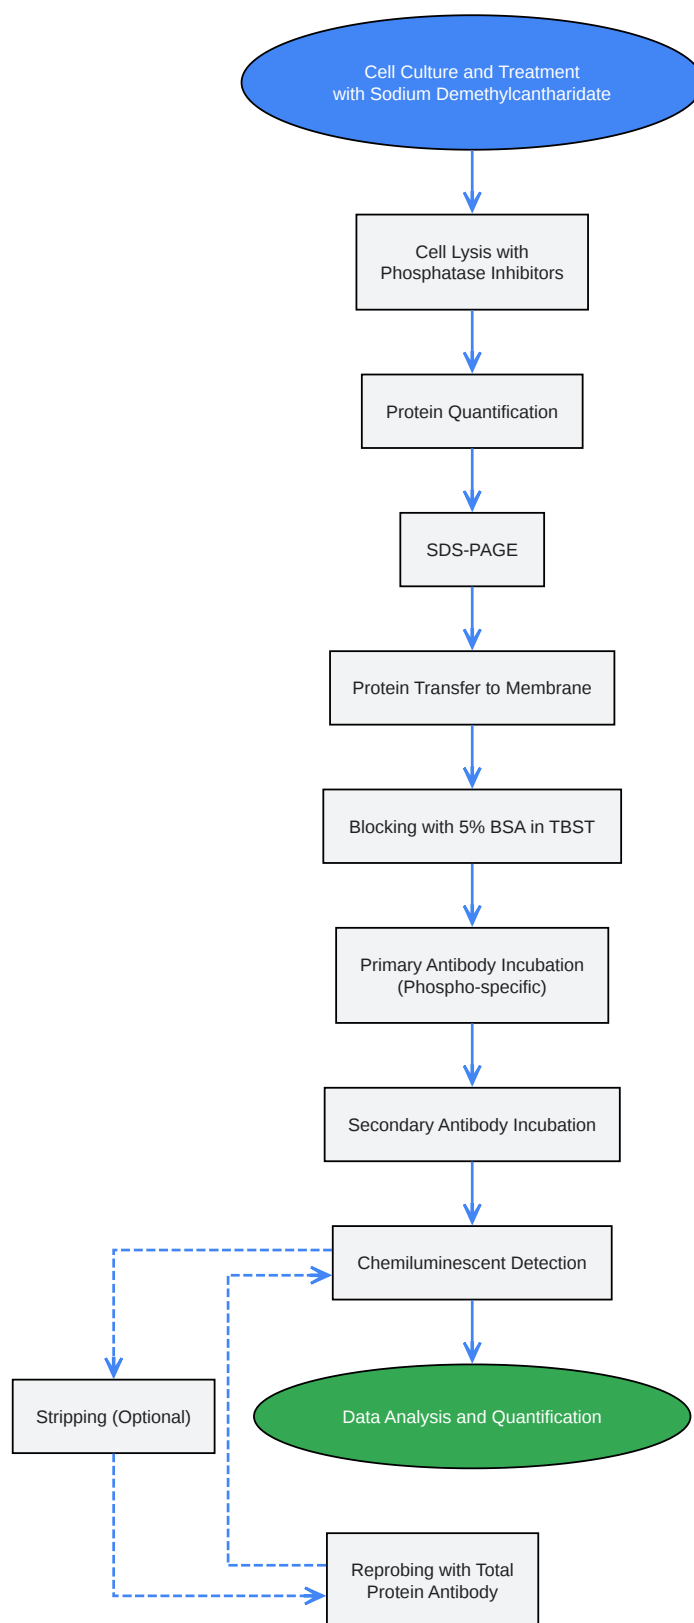 Cell Culture and Treatment
with Sodium Demethylcantharidate
Cell Lysis with
Phosphatase Inhibitors
Protein Quantification
SDS-PAGE
Protein Transfer to Membrane
Blocking with 5% BSA in TBST
Primary Antibody Incubation
(Phospho-specific)
Secondary Antibody Incubation
Chemiluminescent Detection
Stripping (Optional)
Data Analysis and Quantification
Reprobing with Total
Protein Antibody